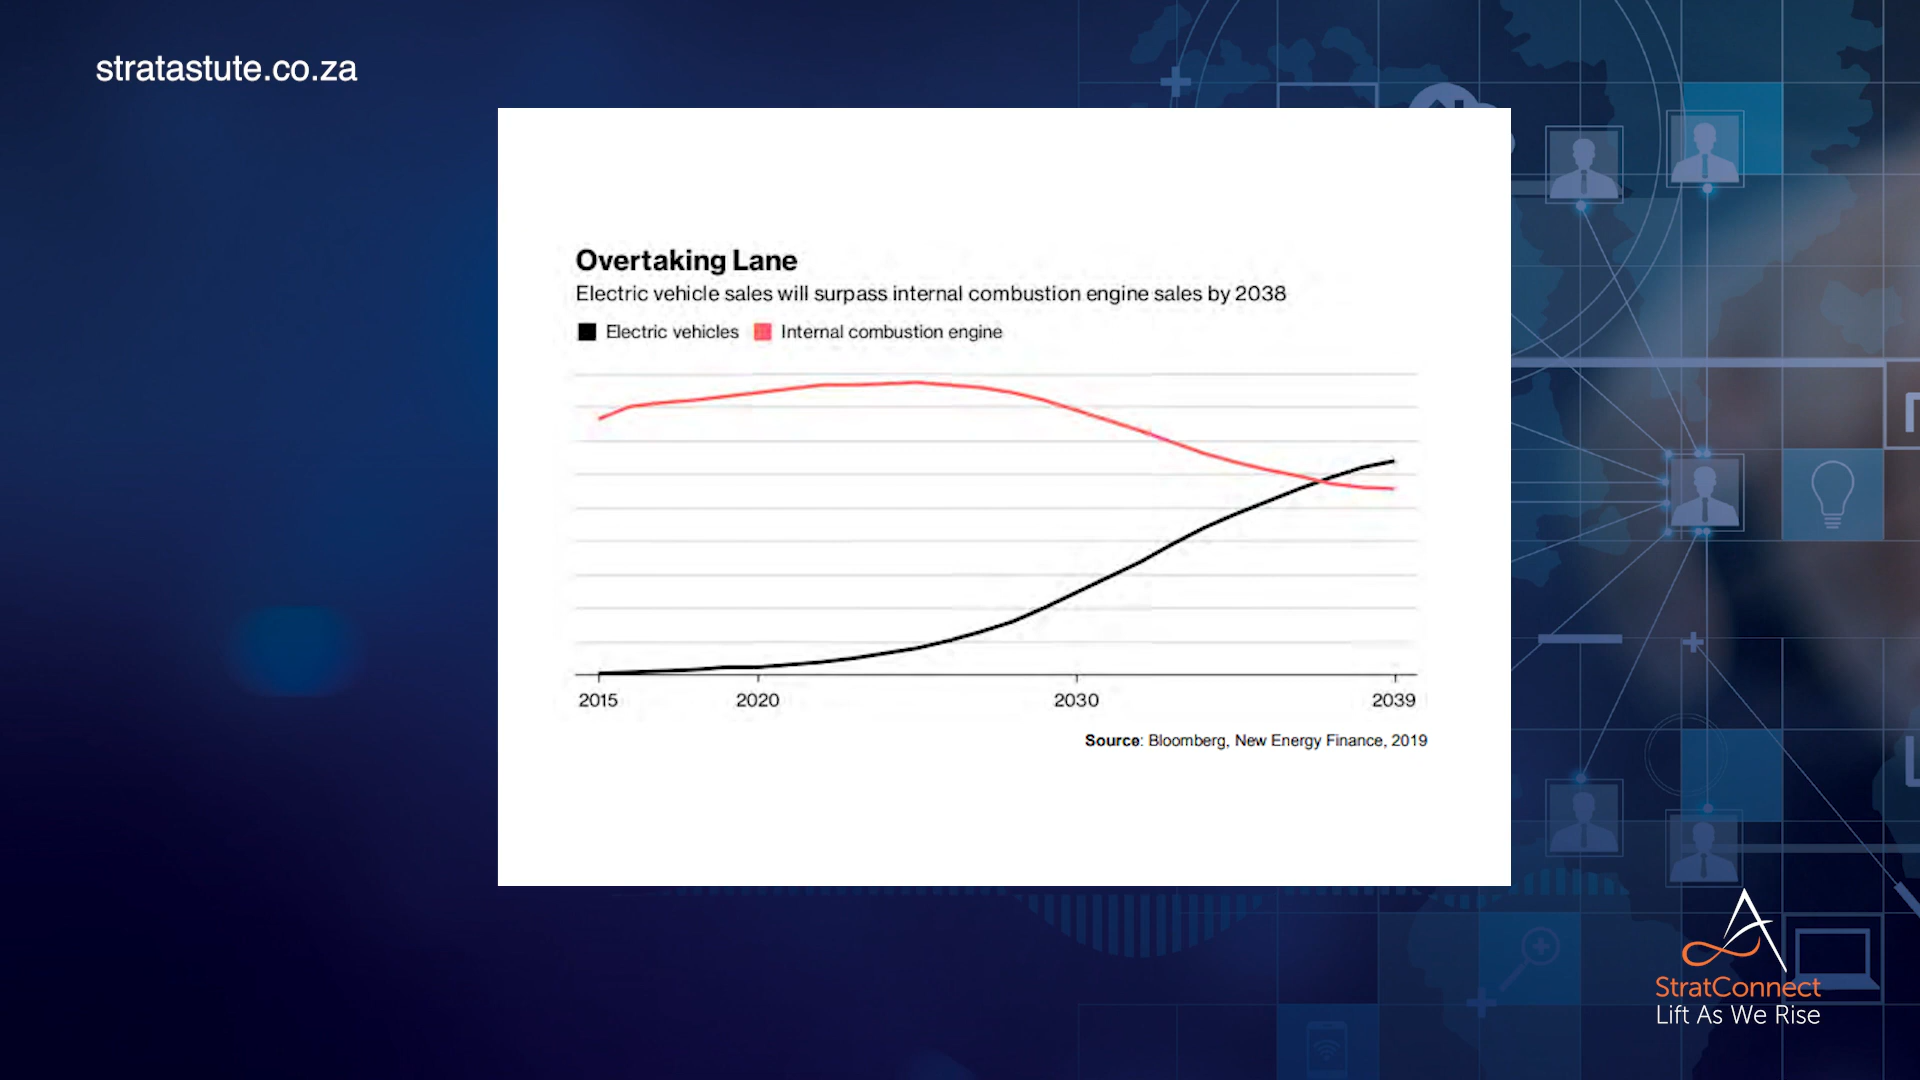 stratastute.co.za
Overtaking Lane
Electric vehicle sales will surpass internal combustion engine sales by 2038
Electric vehicles Internal combustion engine
2015 2020 2030 2039
Source: Bloomberg, New Energy Finance, 2019
StratConnect
Lift As We Rise